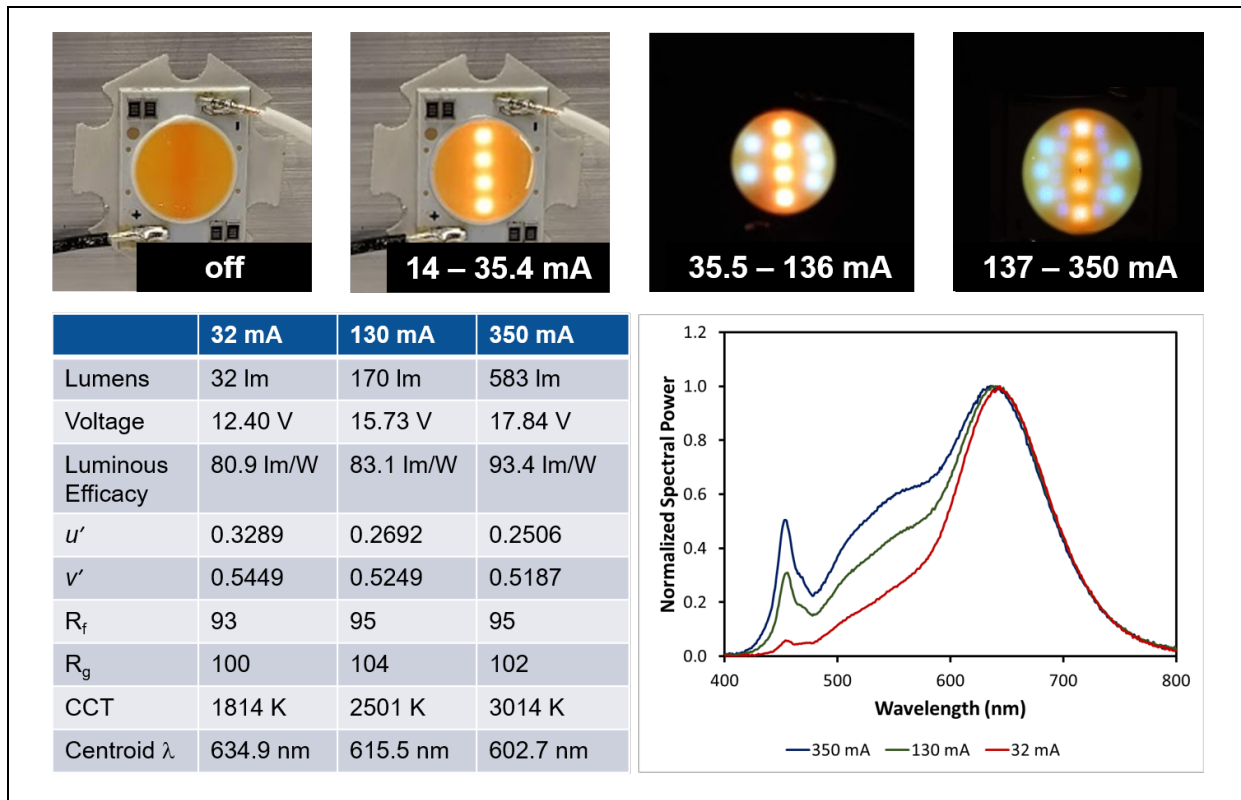 off
14 – 35.4 mA
35.5 – 136 mA
137 – 350 mA
32 mA 130 mA 350 mA
Lumens 32 lm 170 lm 583 lm
Voltage 12.40 V 15.73 V 17.84 V
Luminous
Efficacy 80.9 lm/W 83.1 lm/W 93.4 lm/W
u′ 0.3289 0.2692 0.2506
v′ 0.5449 0.5249 0.5187
Rf 93 95 95
Rg 100 104 102
CCT 1814 K 2501 K 3014 K
Centroid λ 634.9 nm 615.5 nm 602.7 nm
Normalized Spectral Power
1.2
1.0
0.8
0.6
0.4
0.2
0.0
400 500 600 700 800
Wavelength (nm)
350 mA 130 mA 32 mA